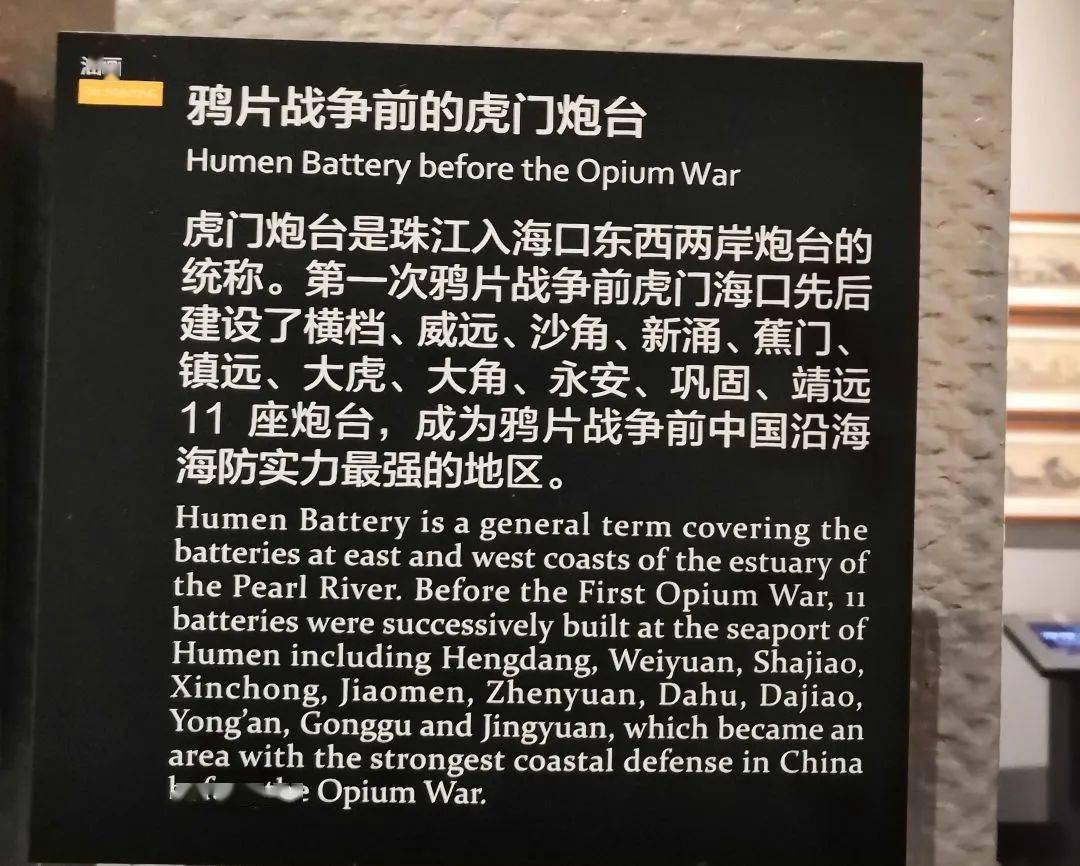 鸦片战争前的虎门炮台
Humen Battery before the Opium War
虎门炮台是珠江入海口东西两岸炮台的
统称。第一次鸦片战争前虎门海口先后
建设了横档、威远、沙角、新涌、蕉门、
镇远、大虎、大角、永安、巩固、靖远
11 座炮台，成为鸦片战争前中国沿海
海防实力最强的地区。
Humen Battery is a general term covering the
batteries at east and west coasts of the estuary of
the Pearl River. Before the First Opium War, 11
batteries were successively built at the seaport of
Humen including Hengdang, Weiyuan, Shajiao,
Xinchong, Jiaomen, Zhenyuan, Dahu, Dajiao,
Yong'an, Gonggu and Jingyuan, which became an
area with the strongest coastal defense in China
Opium War.